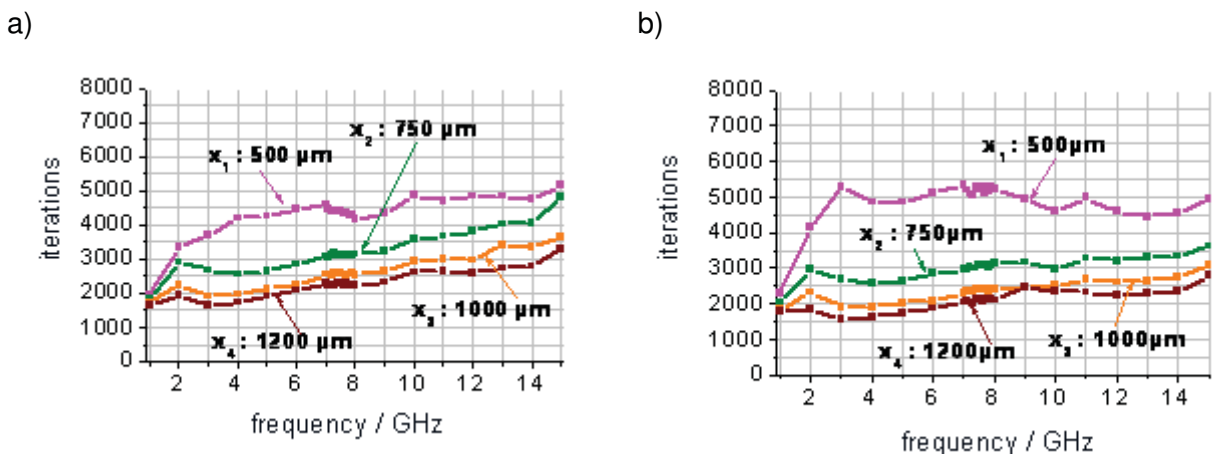 a)
b)
8000
7000
6000
5000
4000
3000
2000
1000
0
iterations
x₂ : 750 µm
x₁ : 500 µm
x₃ : 1000 µm
x₄ : 1200 µm
2 4 6 8 10 12 14
frequency / GHz
8000
7000
6000
5000
4000
3000
2000
1000
0
iterations
x₁ : 500µm
x₂ : 750µm
x₃ : 1000µm
x₄ : 1200µm
2 4 6 8 10 12 14
frequency / GHz